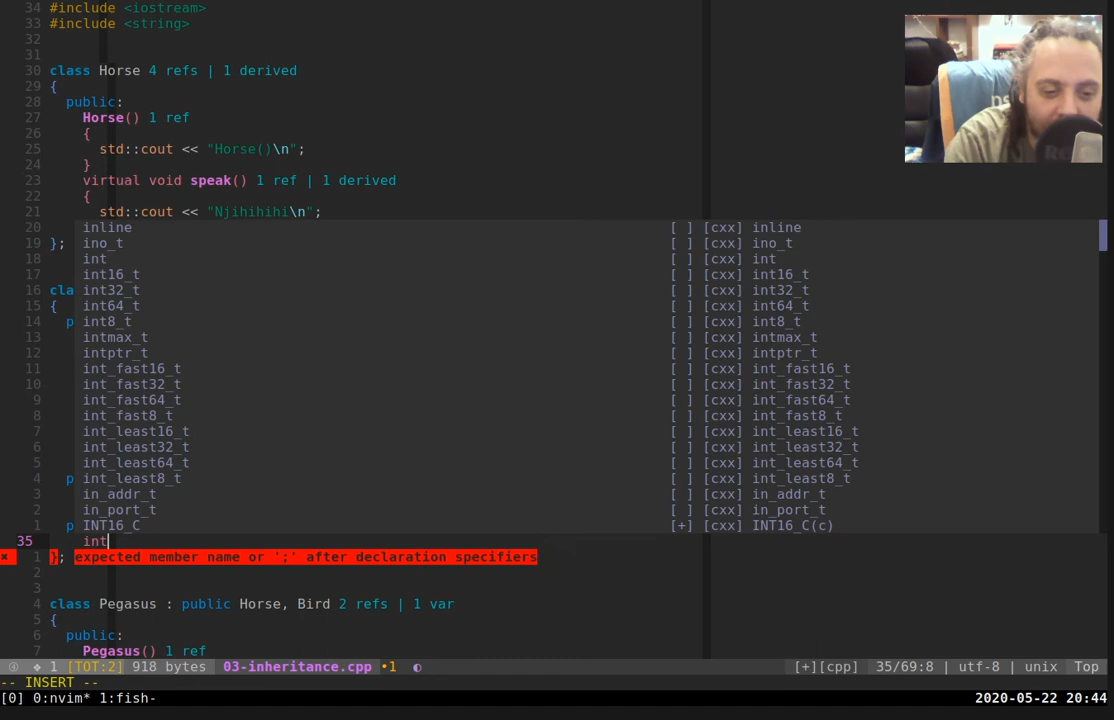 34 #include <iostream>
33 #include <string>
32
31
30 class Horse 4 refs | 1 derived
29 {
28 public:
27 Horse() 1 ref
26 {
25 std::cout << "Horse()\n";
24 }
23 virtual void speak() 1 ref | 1 derived
22 {
21 std::cout << "Njihihihi\n";
20 inline [ ] [cxx] inline
19 }; ino_t [ ] [cxx] ino_t
18 int [ ] [cxx] int
17 int16_t [ ] [cxx] int16_t
16 cla int32_t [ ] [cxx] int32_t
15 { int64_t [ ] [cxx] int64_t
14 p int8_t [ ] [cxx] int8_t
13 intmax_t [ ] [cxx] intmax_t
12 intptr_t [ ] [cxx] intptr_t
11 int_fast16_t [ ] [cxx] int_fast16_t
10 int_fast32_t [ ] [cxx] int_fast32_t
9 int_fast64_t [ ] [cxx] int_fast64_t
8 int_fast8_t [ ] [cxx] int_fast8_t
7 int_least16_t [ ] [cxx] int_least16_t
6 int_least32_t [ ] [cxx] int_least32_t
5 int_least64_t [ ] [cxx] int_least64_t
4 p int_least8_t [ ] [cxx] int_least8_t
3 in_addr_t [ ] [cxx] in_addr_t
2 in_port_t [ ] [cxx] in_port_t
1 p INT16_C [+] [cxx] INT16_C(c)
35 int
✖ 1 }; expected member name or ';' after declaration specifiers
2
3
4 class Pegasus : public Horse, Bird 2 refs | 1 var
5 {
6 public:
7 Pegasus() 1 ref
④ ❖ 1 [TOT:2] 918 bytes 03-inheritance.cpp •1 ◐ [+][cpp] 35/69:8 | utf-8 | unix Top
-- INSERT --
[0] 0:nvim* 1:fish- 2020-05-22 20:44